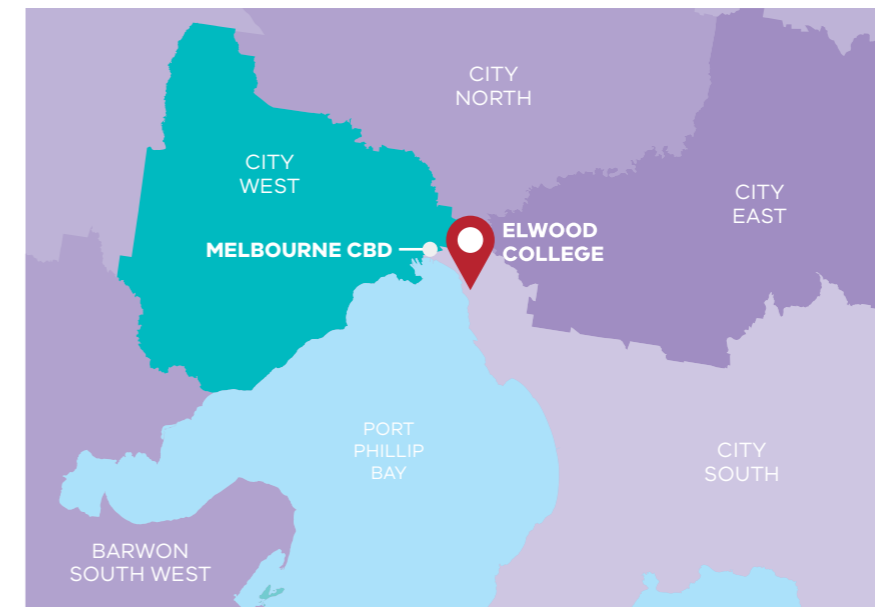 CITY
NORTH
CITY
WEST
CITY
EAST
MELBOURNE CBD
ELWOOD
COLLEGE
PORT
PHILLIP
BAY
CITY
SOUTH
BARWON
SOUTH WEST